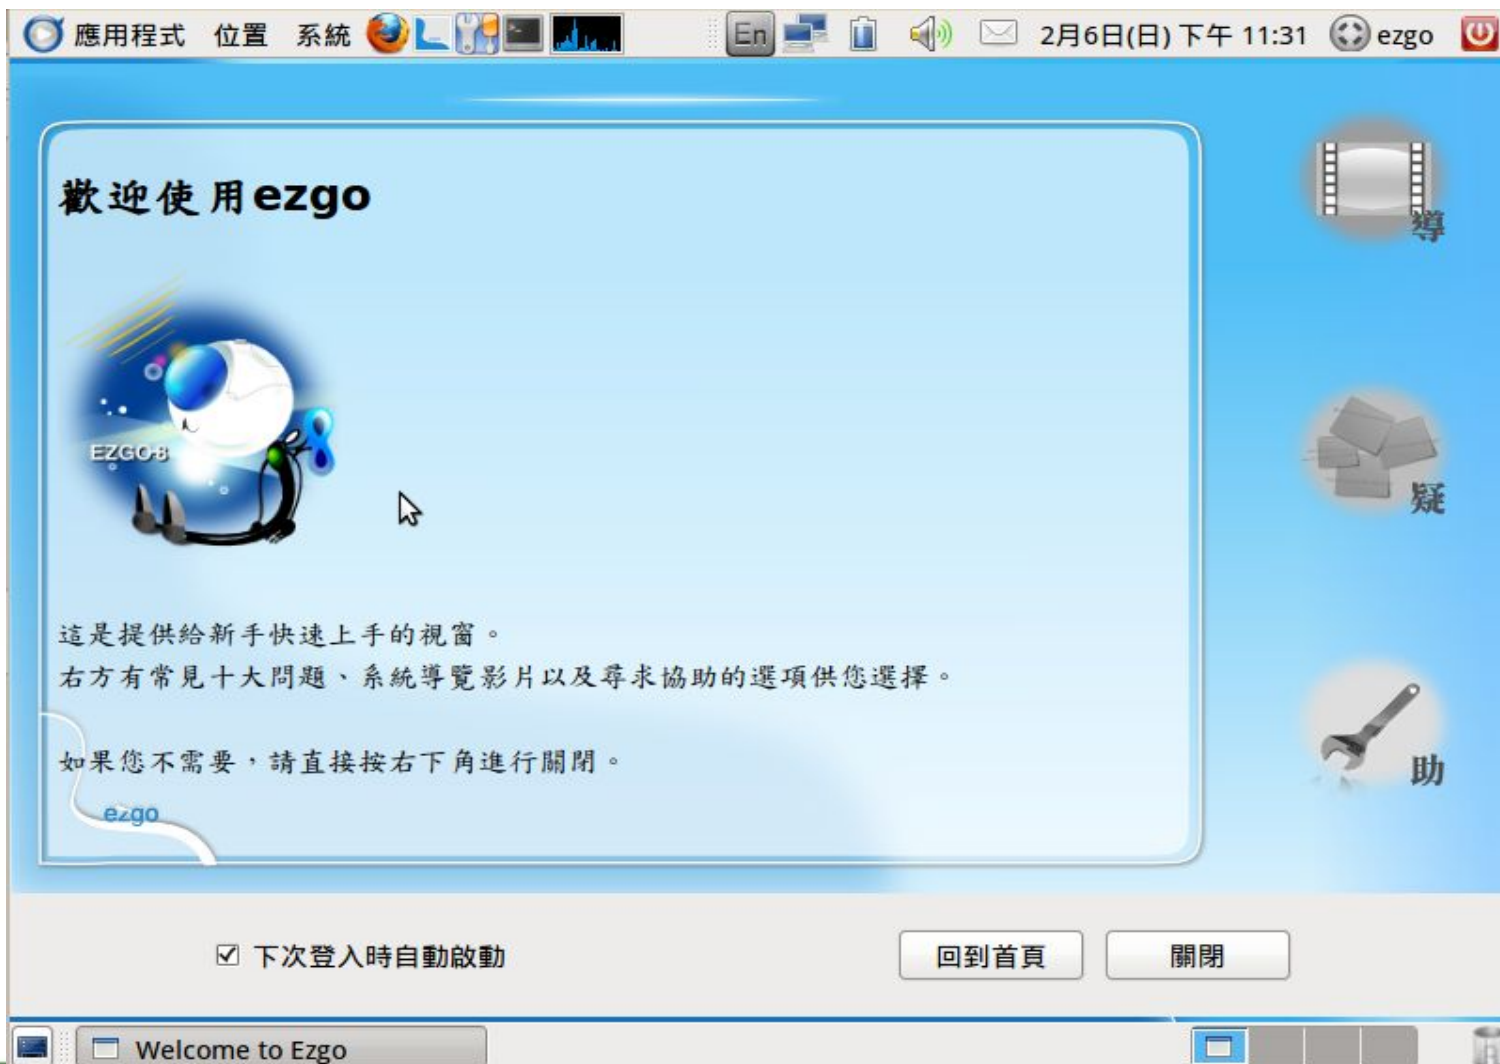 應用程式 位置 系統 En 2月6日(日) 下午 11:31 ezgo
歡迎使用ezgo
導
EZGO-8
疑
這是提供給新手快速上手的視窗。
右方有常見十大問題、系統導覽影片以及尋求協助的選項供您選擇。
如果您不需要，請直接按右下角進行關閉。
助
ezgo
下次登入時自動啟動
回到首頁
關閉
Welcome to Ezgo